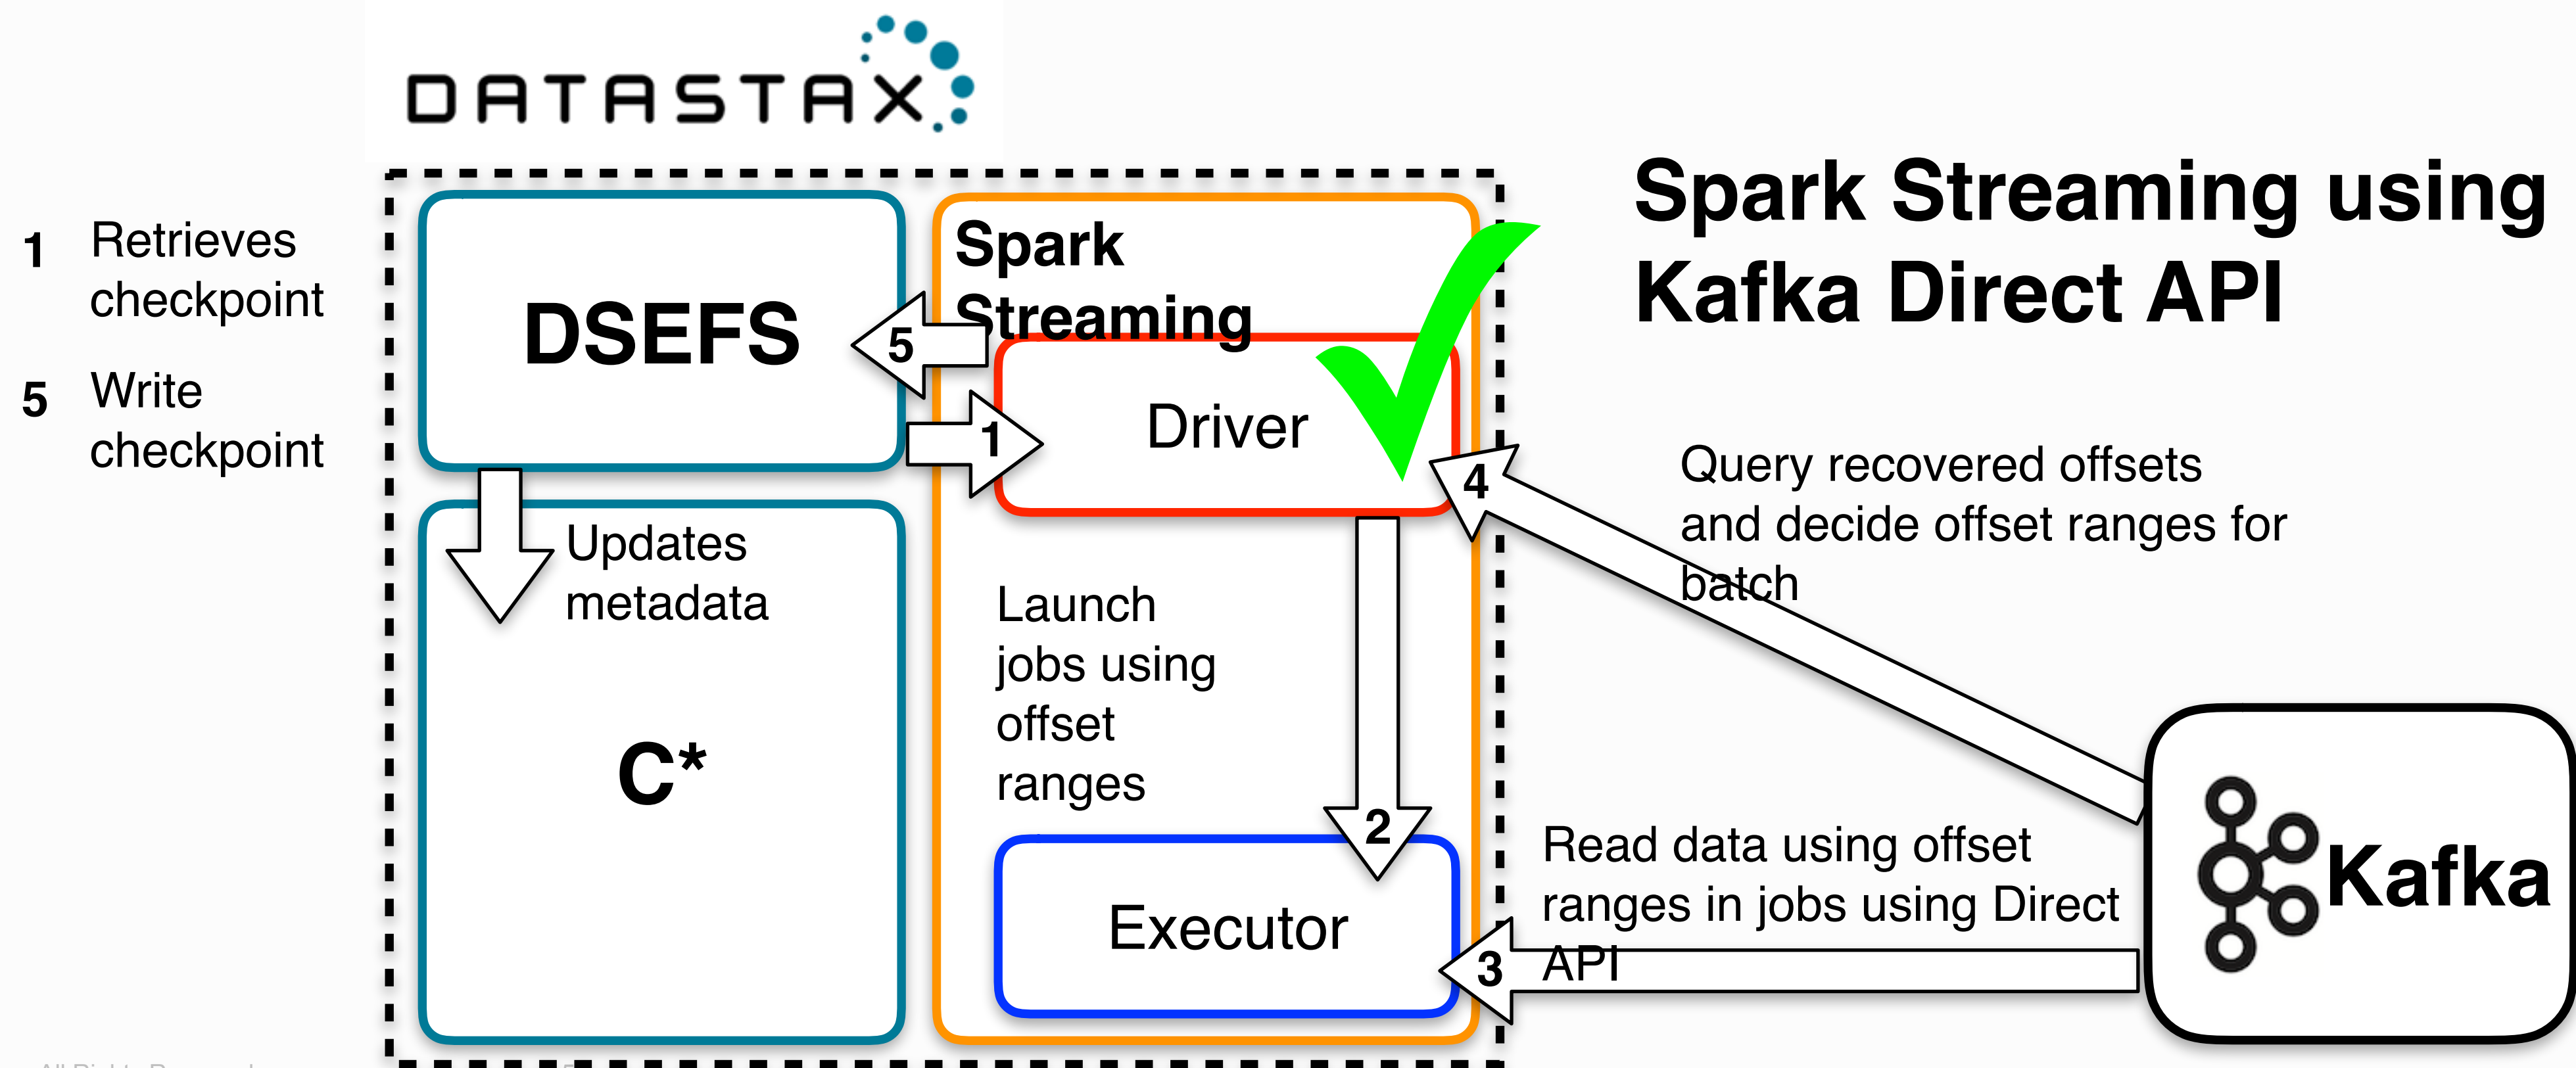 DATASTAX
Spark Streaming using
Kafka Direct API
1
Retrieves
checkpoint
5
Write
checkpoint
DSEFS
Spark
Streaming
5
1
Driver
4
Query recovered offsets
and decide offset ranges for
batch
Updates
metadata
C*
Launch
jobs using
offset
ranges
2
Executor
Read data using offset
ranges in jobs using Direct
API
3
Kafka